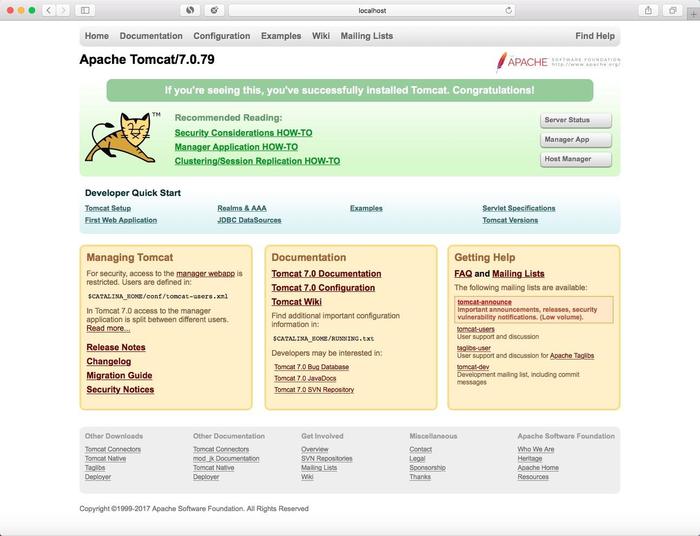 localhost
Home Documentation Configuration Examples Wiki Mailing Lists Find Help
Apache Tomcat/7.0.79
APACHE SOFTWARE FOUNDATION
http://www.apache.org/
If you're seeing this, you've successfully installed Tomcat. Congratulations!
TM
Recommended Reading:
Security Considerations HOW-TO
Manager Application HOW-TO
Clustering/Session Replication HOW-TO
Server Status
Manager App
Host Manager
Developer Quick Start
Tomcat Setup
First Web Application
Realms & AAA
JDBC DataSources
Examples
Servlet Specifications
Tomcat Versions
Managing Tomcat
For security, access to the manager webapp is
restricted. Users are defined in:
$CATALINA_HOME/conf/tomcat-users.xml
In Tomcat 7.0 access to the manager
application is split between different users.
Read more...
Release Notes
Changelog
Migration Guide
Security Notices
Documentation
Tomcat 7.0 Documentation
Tomcat 7.0 Configuration
Tomcat Wiki
Find additional important configuration
information in:
$CATALINA_HOME/RUNNING.txt
Developers may be interested in:
Tomcat 7.0 Bug Database
Tomcat 7.0 JavaDocs
Tomcat 7.0 SVN Repository
Getting Help
FAQ and Mailing Lists
The following mailing lists are available:
tomcat-announce
Important announcements, releases, security
vulnerability notifications. (Low volume).
tomcat-users
User support and discussion
taglibs-user
User support and discussion for Apache Taglibs
tomcat-dev
Development mailing list, including commit
messages
Other Downloads
Tomcat Connectors
Tomcat Native
Taglibs
Deployer
Other Documentation
Tomcat Connectors
mod_jk Documentation
Tomcat Native
Deployer
Get Involved
Overview
SVN Repositories
Mailing Lists
Wiki
Miscellaneous
Contact
Legal
Sponsorship
Thanks
Apache Software Foundation
Who We Are
Heritage
Apache Home
Resources
Copyright ©1999-2017 Apache Software Foundation. All Rights Reserved